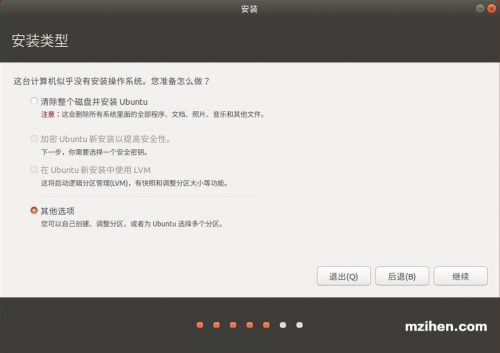 安装
安装类型
这台计算机似乎没有安装操作系统。您准备怎么做？
清除整个磁盘并安装 Ubuntu
注意：这会删除所有系统里面的全部程序、文档、照片、音乐和其他文件。
加密 Ubuntu 新安装以提高安全性。
下一步，你需要选择一个安全密钥。
在 Ubuntu 新安装中使用 LVM
这将启动逻辑分区管理(LVM)，有快照和调整分区大小等功能。
其他选项
您可以自己创建、调整分区，或者为 Ubuntu 选择多个分区。
退出(Q) 后退(B) 继续
mzihen.com